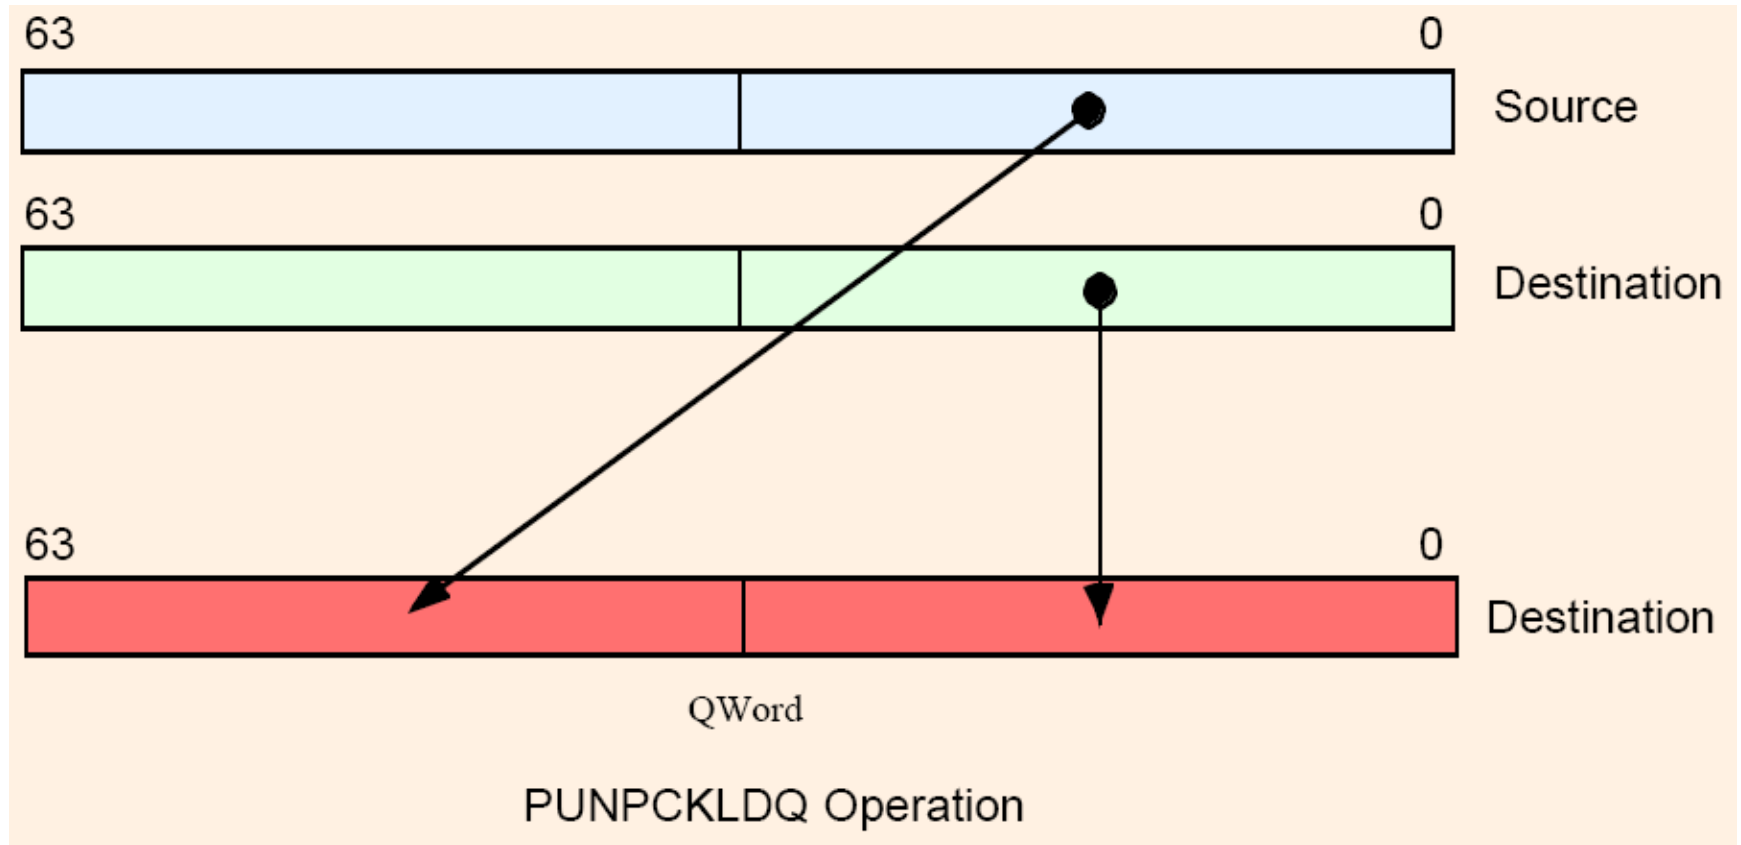 63 0
Source
63 0
Destination
63 0
Destination
QWord
PUNPCKLDQ Operation